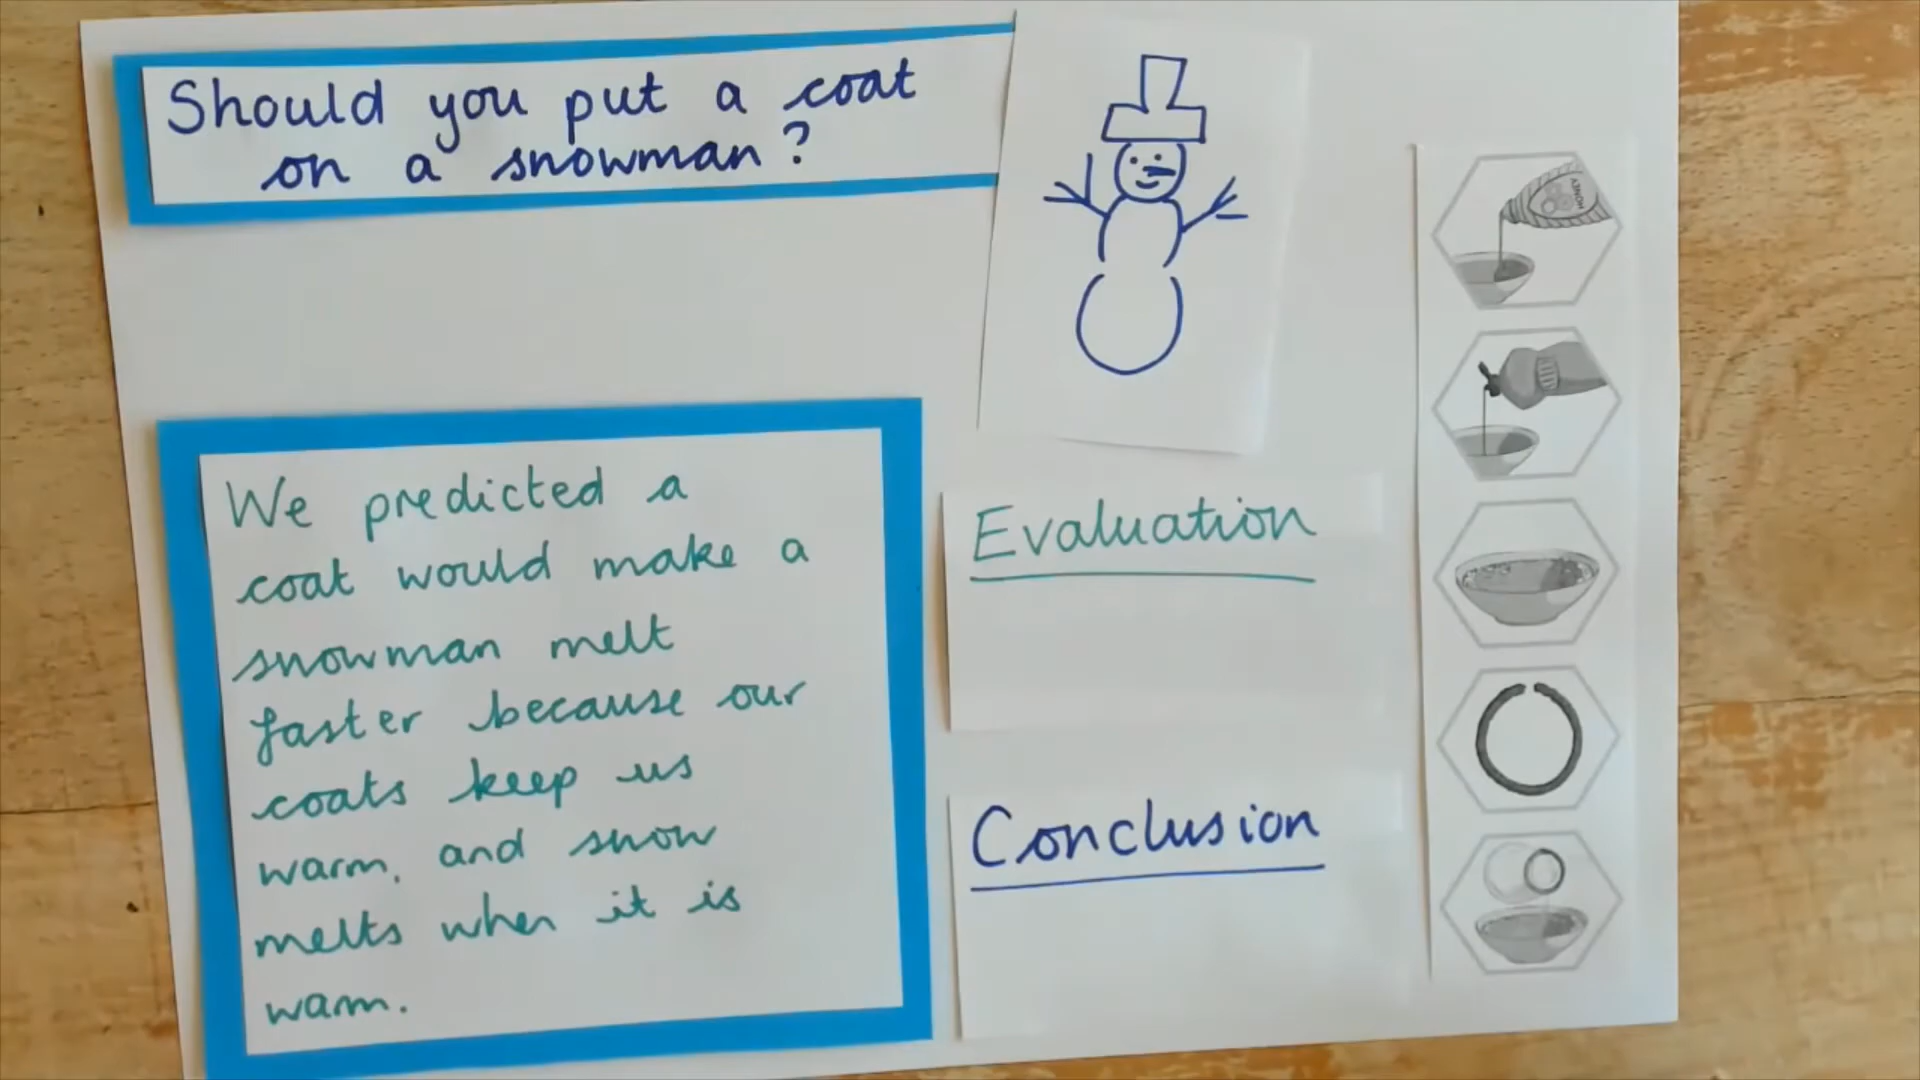 Should you put a coat
on a snowman?
We predicted a
coat would make a
snowman melt
faster because our
coats keep us
warm, and snow
melts when it is
warm.
Evaluation
Conclusion
HONEY